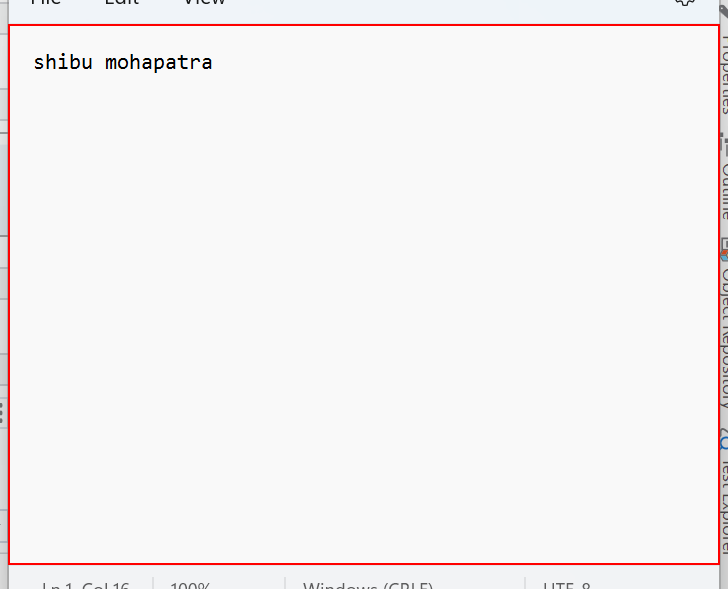 File Edit View
shibu mohapatra
Properties
Outline
Object Repository
Test Explorer
Ln 1, Col 16 100% Windows (CRLF) UTF-8